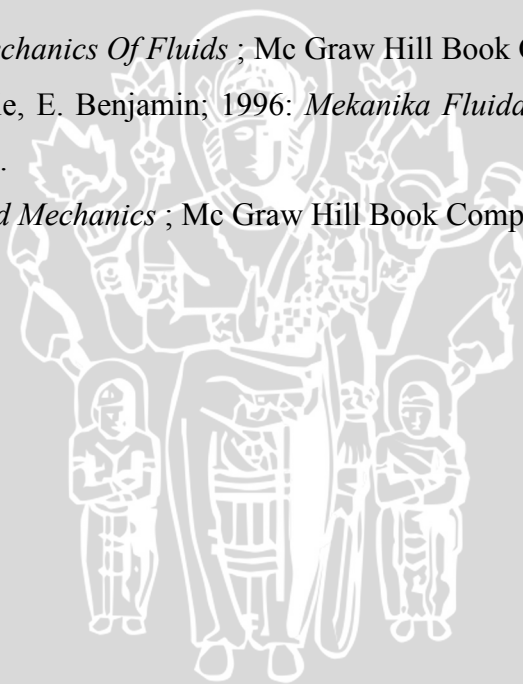 chanics Of Fluids ; Mc Graw Hill Book
e, E. Benjamin; 1996: Mekanika Fluida
.
d Mechanics ; Mc Graw Hill Book Comp